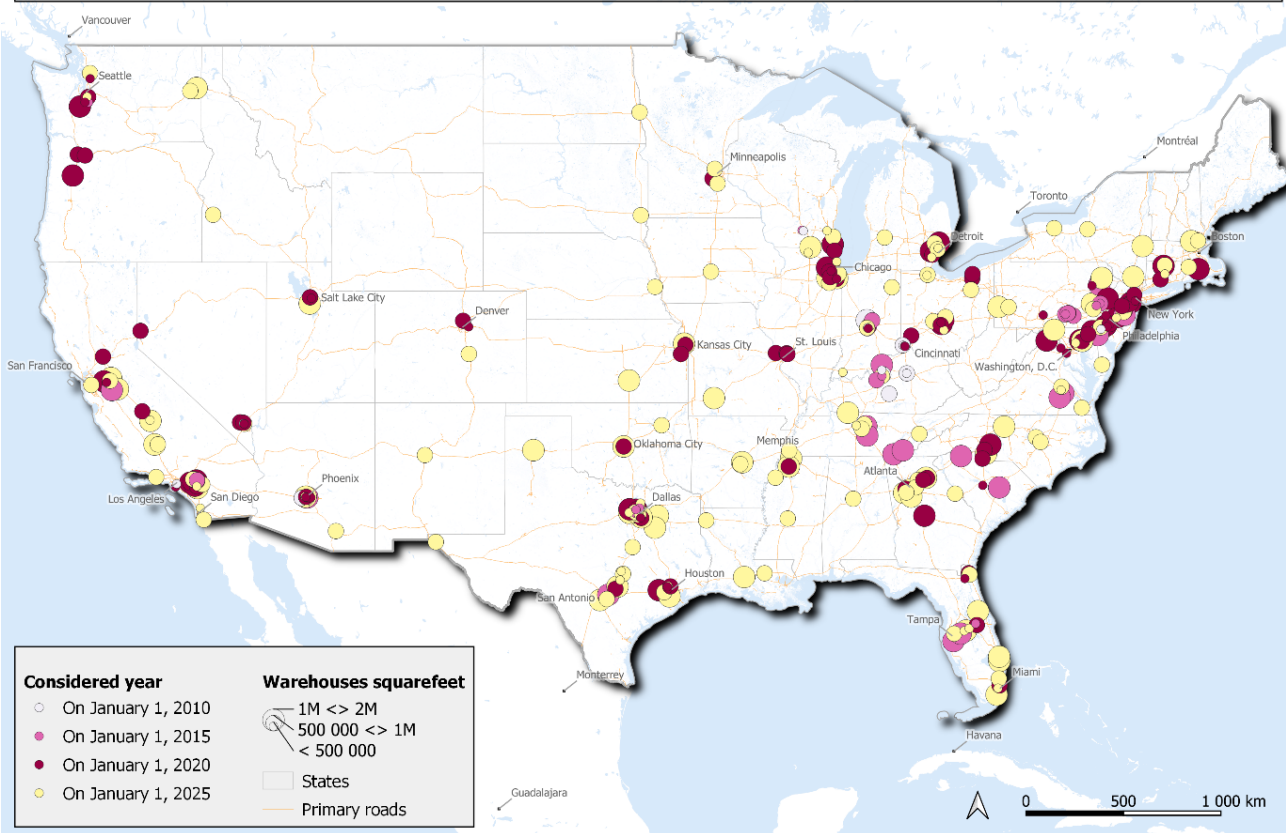 Vancouver
Seattle
Montréal
Minneapolis
Toronto
Detroit
Boston
Chicago
Salt Lake City
Denver
New York
Philadelphia
Kansas City
St. Louis
Cincinnati
San Francisco
Washington, D.C.
Oklahoma City
Memphis
Phoenix
Atlanta
Los Angeles
San Diego
Dallas
Houston
San Antonio
Tampa
Miami
Monterrey
Havana
Guadalajara
Considered year
On January 1, 2010
On January 1, 2015
On January 1, 2020
On January 1, 2025
Warehouses squarefeet
1M <> 2M
500 000 <> 1M
< 500 000
States
Primary roads
0 500 1 000 km